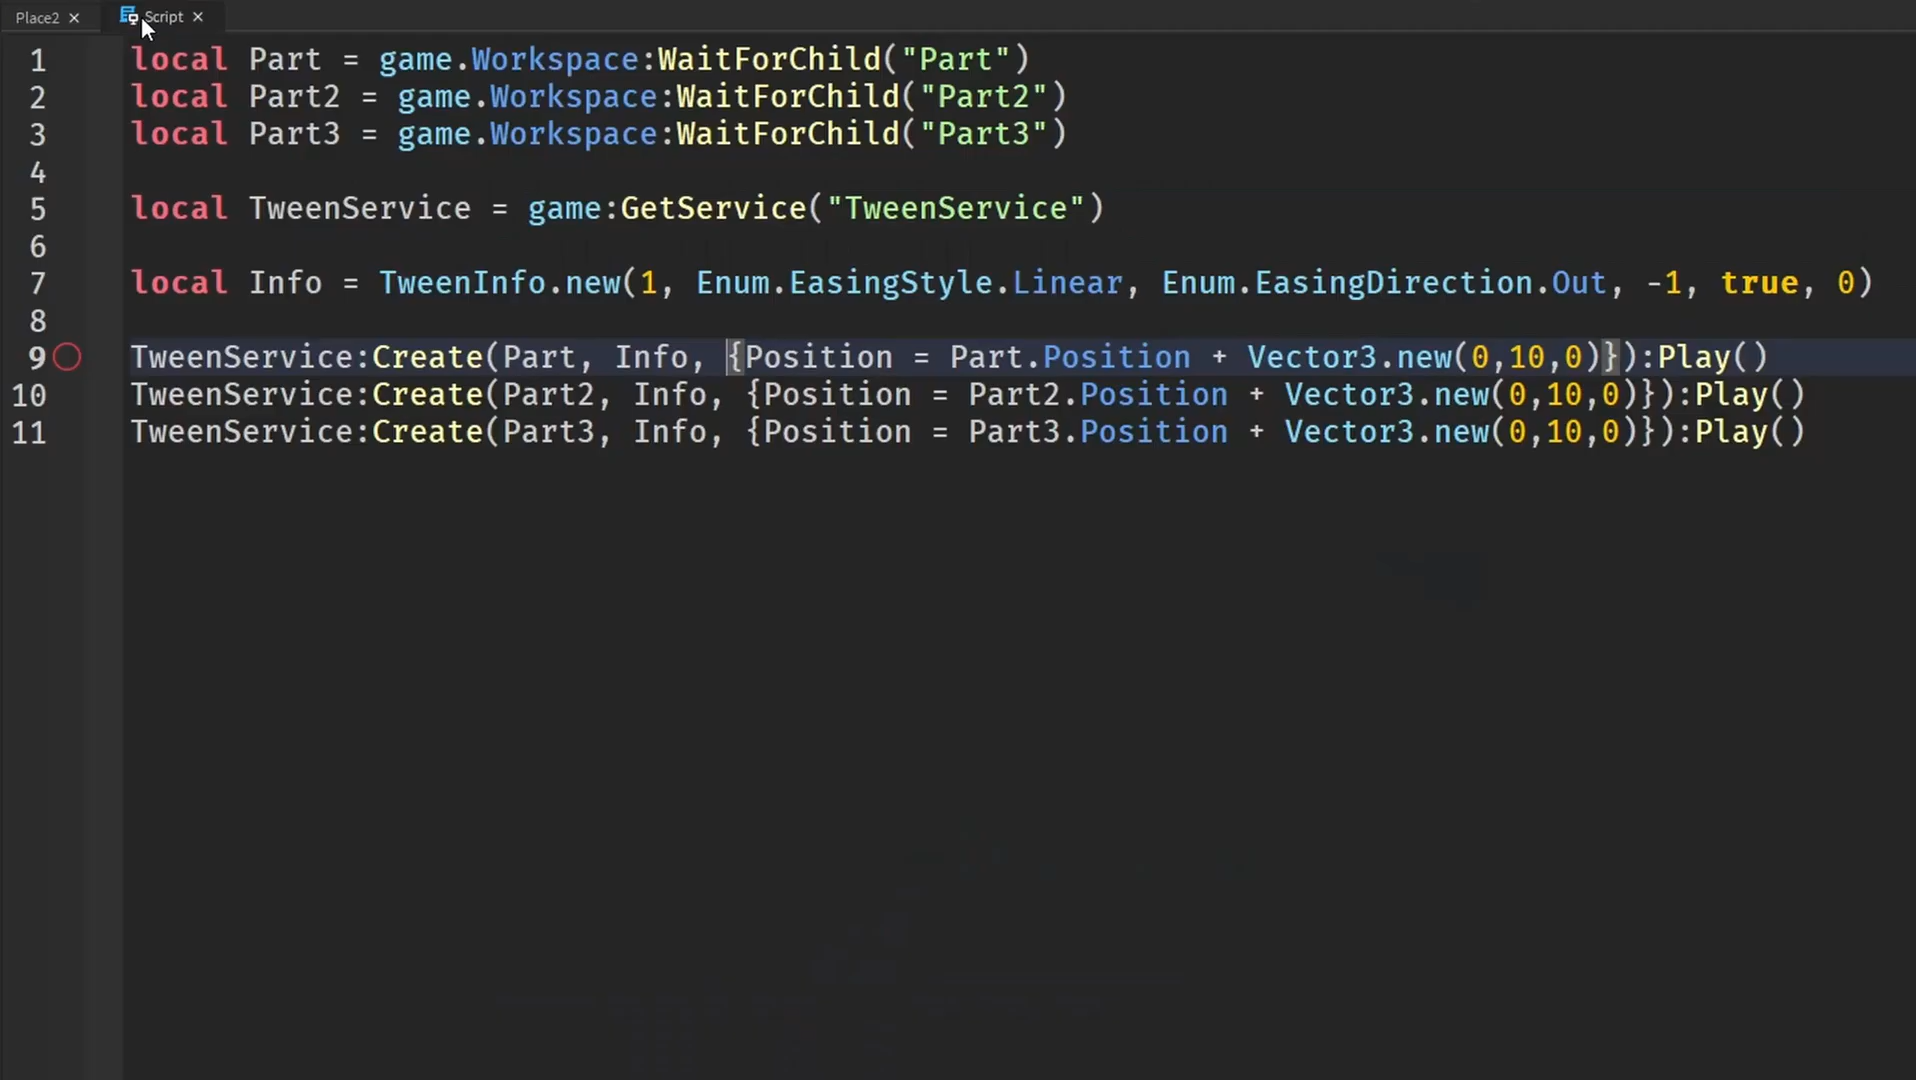 Place2 × Script ×
1 local Part = game.Workspace:WaitForChild("Part")
2 local Part2 = game.Workspace:WaitForChild("Part2")
3 local Part3 = game.Workspace:WaitForChild("Part3")
4
5 local TweenService = game:GetService("TweenService")
6
7 local Info = TweenInfo.new(1, Enum.EasingStyle.Linear, Enum.EasingDirection.Out, -1, true, 0)
8
9 TweenService:Create(Part, Info, {Position = Part.Position + Vector3.new(0,10,0)}):Play()
10 TweenService:Create(Part2, Info, {Position = Part2.Position + Vector3.new(0,10,0)}):Play()
11 TweenService:Create(Part3, Info, {Position = Part3.Position + Vector3.new(0,10,0)}):Play()